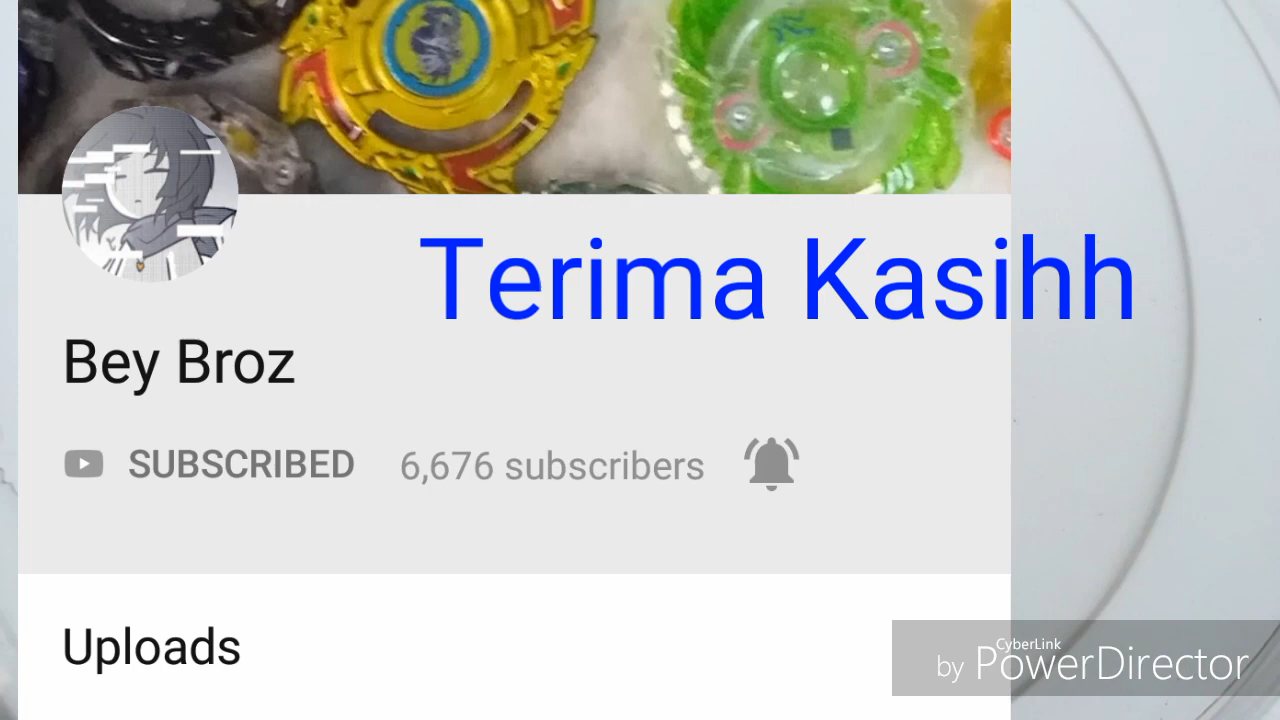 Terima Kasihh
Bey Broz
SUBSCRIBED 6,676 subscribers
Uploads
by CyberLink PowerDirector